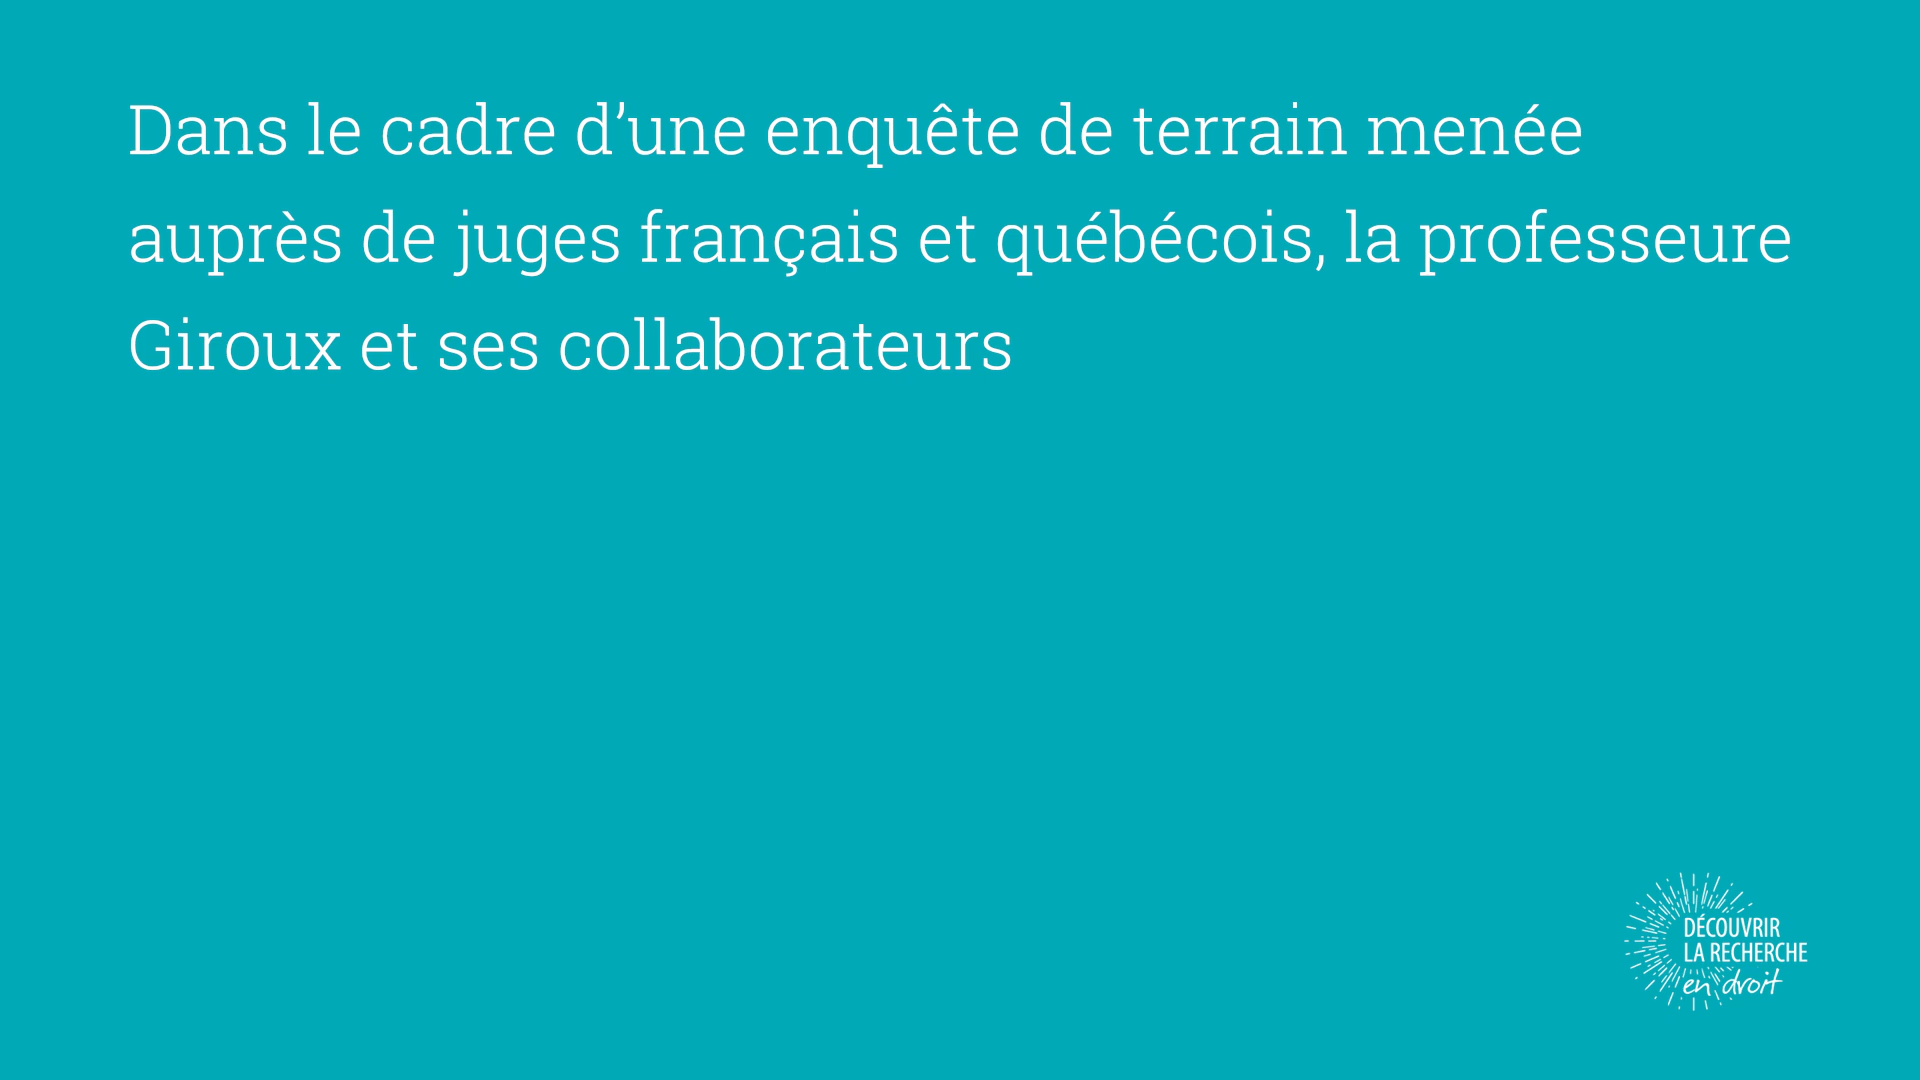 Dans le cadre d’une enquête de terrain menée
auprès de juges français et québécois, la professeure
Giroux et ses collaborateurs
DÉCOUVRIR
LA RECHERCHE
en droit